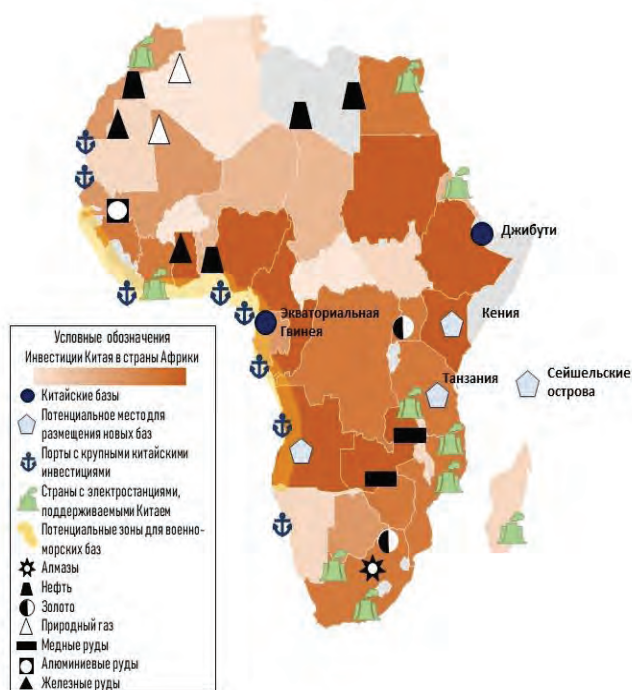 Джибути
Экваториальная
Гвинея
Кения
Танзания
Сейшельские
острова
Условные обозначения
Инвестиции Китая в страны Африки
Китайские базы
Потенциальное место для
размещения новых баз
Порты с крупными китайскими
инвестициями
Страны с электростанциями,
поддерживаемыми Китаем
Потенциальные зоны для военно-
морских баз
Алмазы
Нефть
Золото
Природный газ
Медные руды
Алюминиевые руды
Железные руды